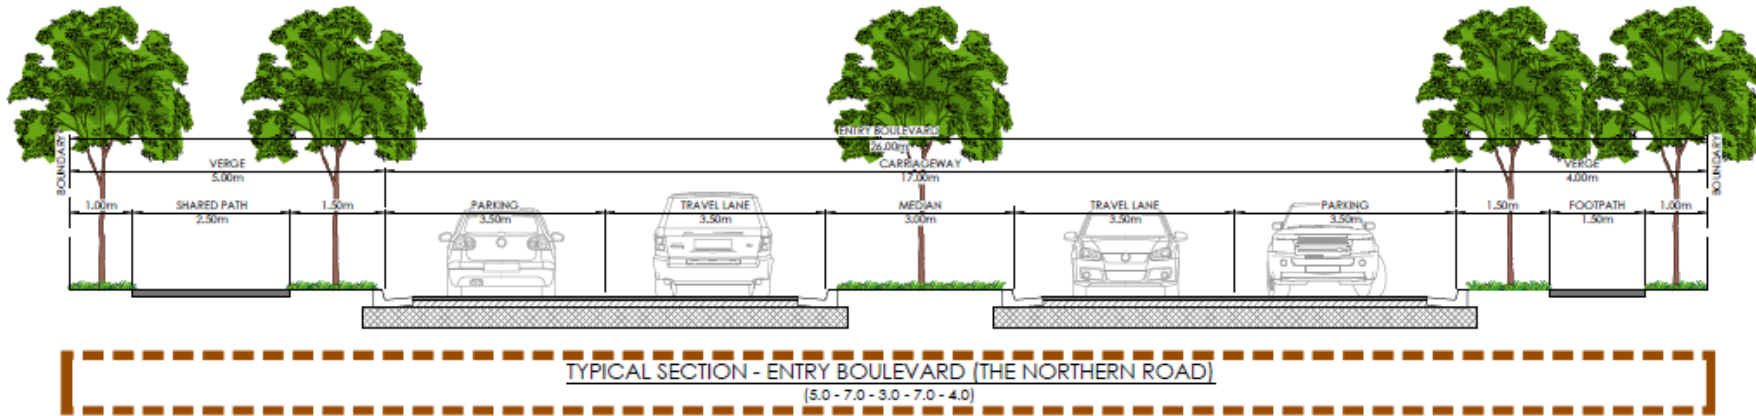 ENTRY BOULEVARD
26.00m
BOUNDARY
VERGE
5.00m
CARRIAGEWAY
17.00m
VERGE
4.00m
BOUNDARY
1.00m
SHARED PATH
2.50m
1.50m
PARKING
3.50m
TRAVEL LANE
3.50m
MEDIAN
3.00m
TRAVEL LANE
3.50m
PARKING
3.50m
1.50m
FOOTPATH
1.50m
1.00m
TYPICAL SECTION - ENTRY BOULEVARD (THE NORTHERN ROAD)
(5.0 - 7.0 - 3.0 - 7.0 - 4.0)